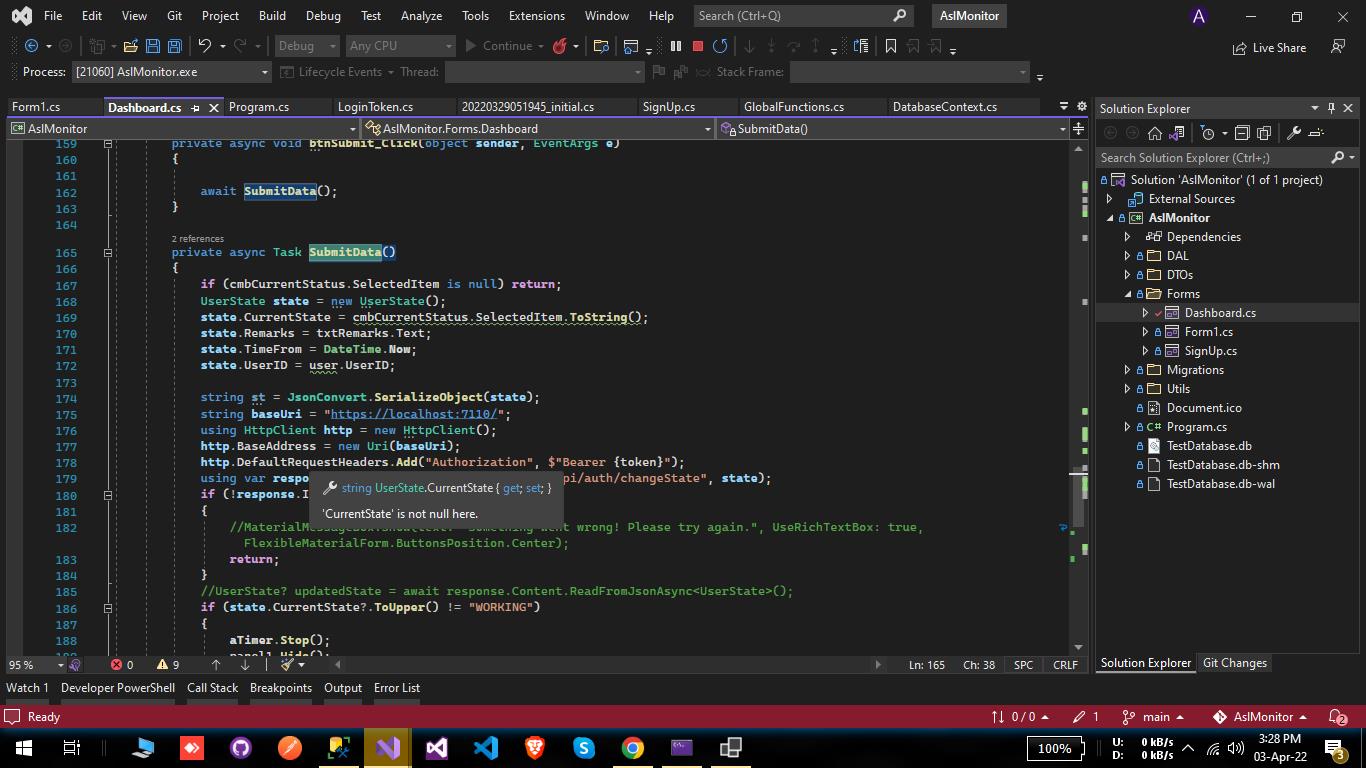 File Edit View Git Project Build Debug Test Analyze Tools Extensions Window Help Search (Ctrl+Q) AslMonitor A
Debug Any CPU Continue Live Share
Process: [21060] AslMonitor.exe Lifecycle Events Thread: Stack Frame:
Form1.cs Dashboard.cs Program.cs LoginToken.cs 20220329051945_initial.cs SignUp.cs GlobalFunctions.cs DatabaseContext.cs
AslMonitor AslMonitor.Forms.Dashboard SubmitData()
159 private async void btnSubmit_Click(object sender, EventArgs e)
160 {
161
162 await SubmitData();
163 }
164
2 references
165 private async Task SubmitData()
166 {
167 if (cmbCurrentStatus.SelectedItem is null) return;
168 UserState state = new UserState();
169 state.CurrentState = cmbCurrentStatus.SelectedItem.ToString();
170 state.Remarks = txtRemarks.Text;
171 state.TimeFrom = DateTime.Now;
172 state.UserID = user.UserID;
173
174 string st = JsonConvert.SerializeObject(state);
175 string baseUri = "https://localhost:7110/";
176 using HttpClient http = new HttpClient();
177 http.BaseAddress = new Uri(baseUri);
178 http.DefaultRequestHeaders.Add("Authorization", $"Bearer {token}");
179 using var respo pi/auth/changeState", state);
string UserState.CurrentState { get; set; }
180 if (!response.I
'CurrentState' is not null here.
181 {
182 UseRichTextBox: true,
FlexibleMaterialForm.ButtonsPosition.Center);
183 return;
184 }
185 //UserState? updatedState = await response.Content.ReadFromJsonAsync<UserState>();
186 if (state.CurrentState?.ToUpper() != "WORKING")
187 {
188 aTimer.Stop();
95 % 0 9 Ln: 165 Ch: 38 SPC CRLF
Solution Explorer
Search Solution Explorer (Ctrl+;)
Solution 'AslMonitor' (1 of 1 project)
External Sources
AslMonitor
Dependencies
DAL
DTOs
Forms
Dashboard.cs
Form1.cs
SignUp.cs
Migrations
Utils
Document.ico
C# Program.cs
TestDatabase.db
TestDatabase.db-shm
TestDatabase.db-wal
Solution Explorer Git Changes
Watch 1 Developer PowerShell Call Stack Breakpoints Output Error List
Ready 0 / 0 1 main AslMonitor 2
100% U: 0 kB/s D: 0 kB/s 3:28 PM 03-Apr-22 3